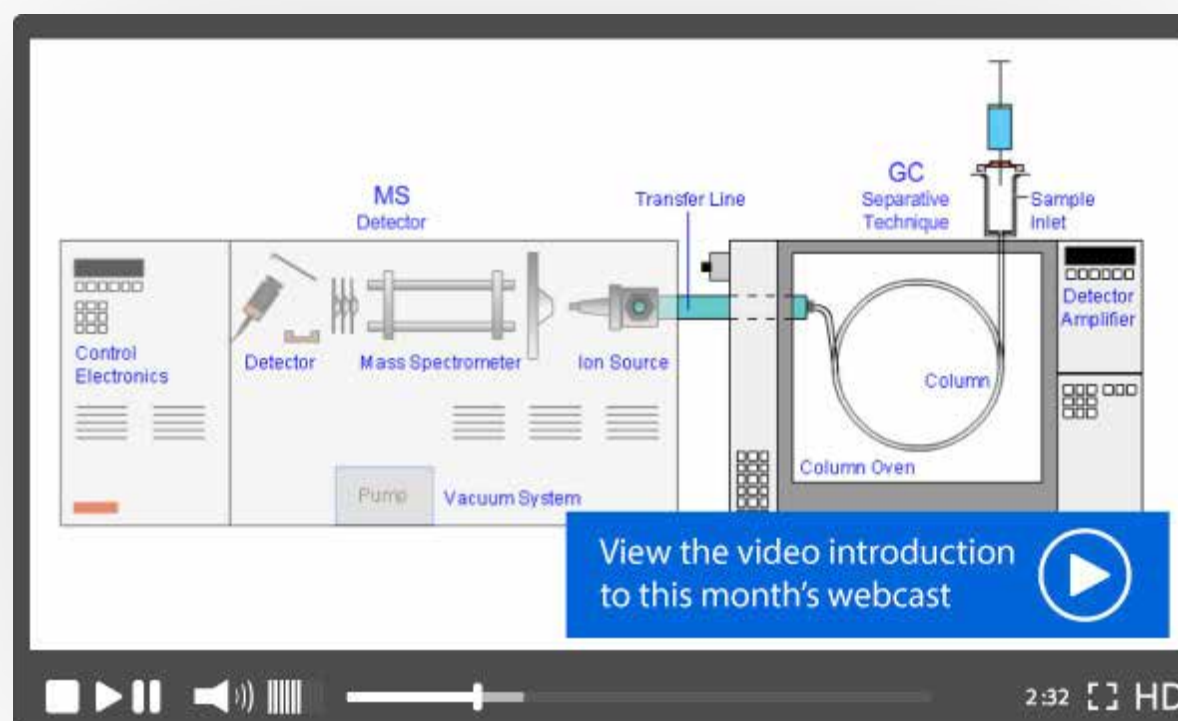 MS
Detector
Transfer Line
GC
Separative
Technique
Sample
Inlet
Control
Electronics
Detector
Mass Spectrometer
Ion Source
Detector
Amplifier
Column
Column Oven
Pump
Vacuum System
View the video introduction
to this month's webcast
2:32
HD